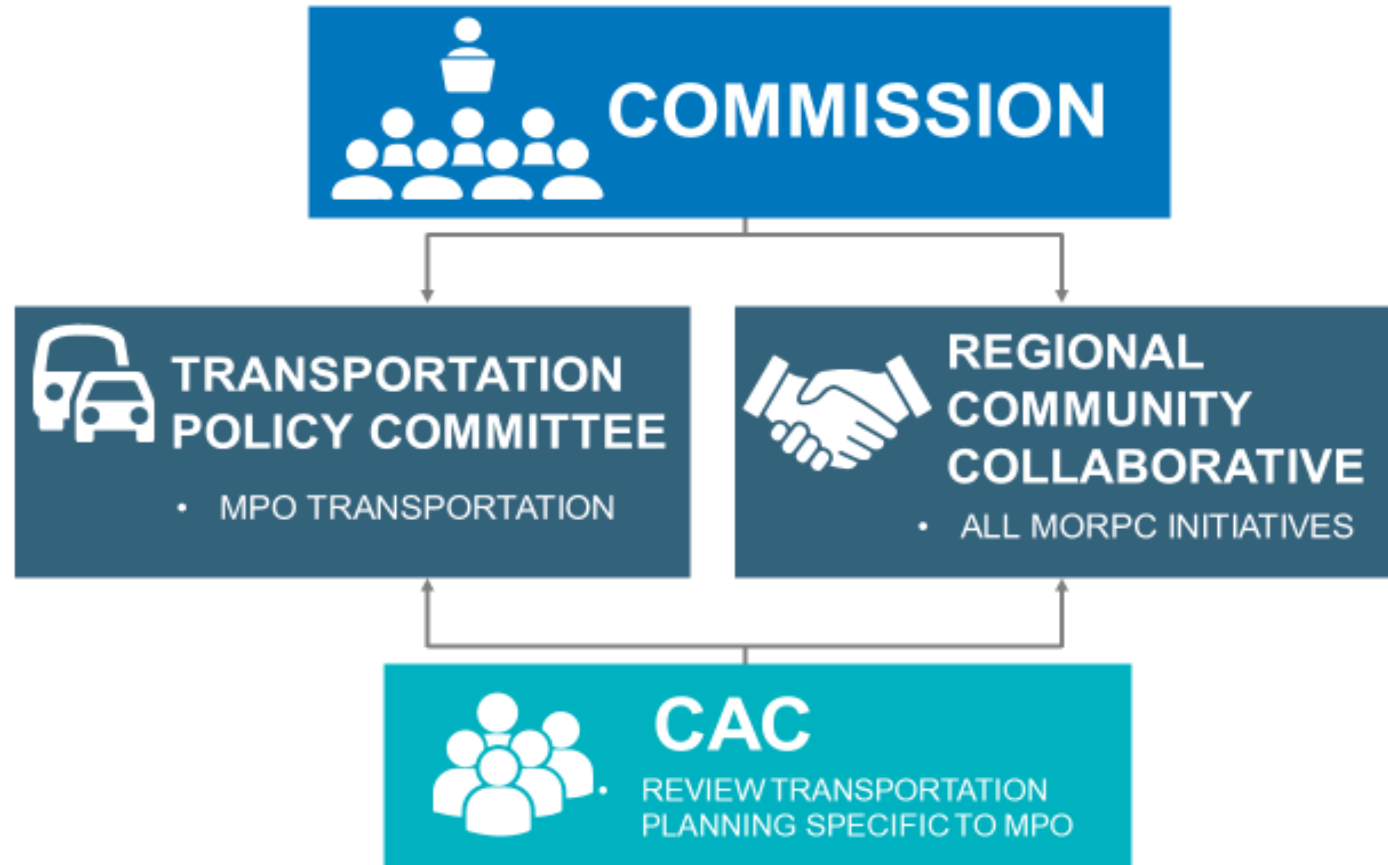 COMMISSION
TRANSPORTATION
POLICY COMMITTEE
• MPO TRANSPORTATION
REGIONAL
COMMUNITY
COLLABORATIVE
• ALL MORPC INITIATIVES
CAC
• REVIEW TRANSPORTATION
PLANNING SPECIFIC TO MPO